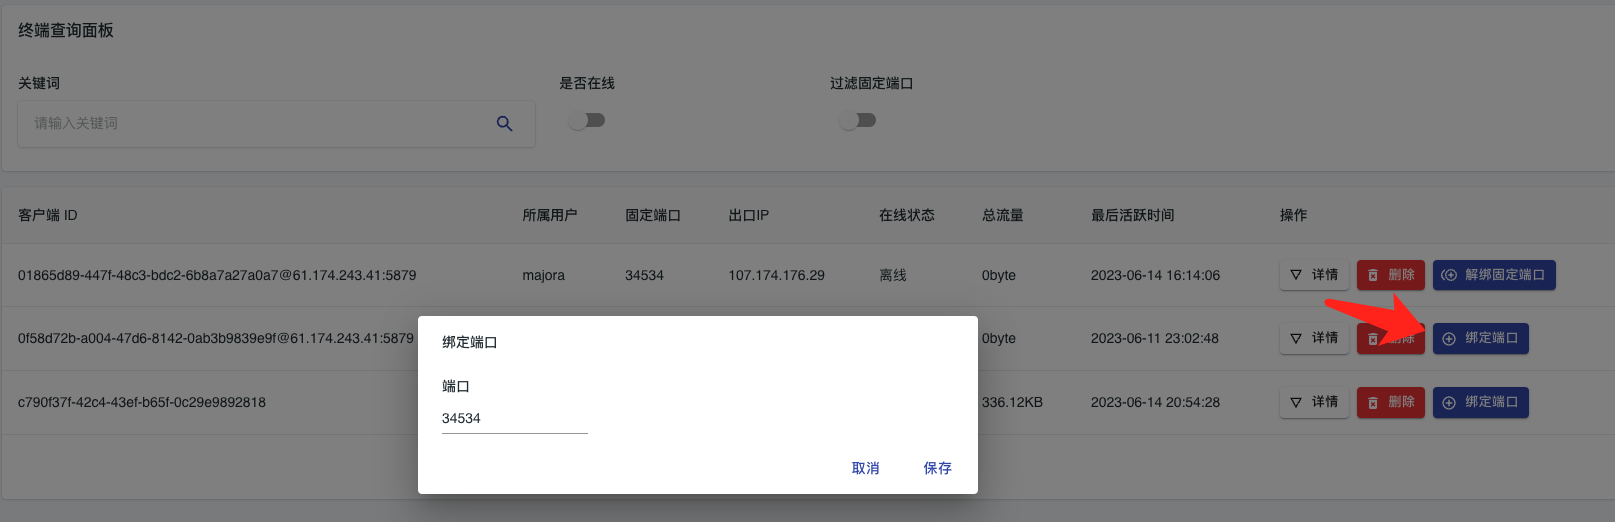 终端查询面板
关键词 是否在线 过滤固定端口
请输入关键词
客户端 ID 所属用户 固定端口 出口IP 在线状态 总流量 最后活跃时间 操作
01865d89-447f-48c3-bdc2-6b8a7a27a0a7@61.174.243.41:5879 majora 34534 107.174.176.29 离线 0byte 2023-06-14 16:14:06 详情 删除 解绑固定端口
0f58d72b-a004-47d6-8142-0ab3b9839e9f@61.174.243.41:5879 0byte 2023-06-11 23:02:48 详情 删除 绑定端口
c790f37f-42c4-43ef-b65f-0c29e9892818 336.12KB 2023-06-14 20:54:28 详情 删除 绑定端口
绑定端口
端口
34534
取消 保存